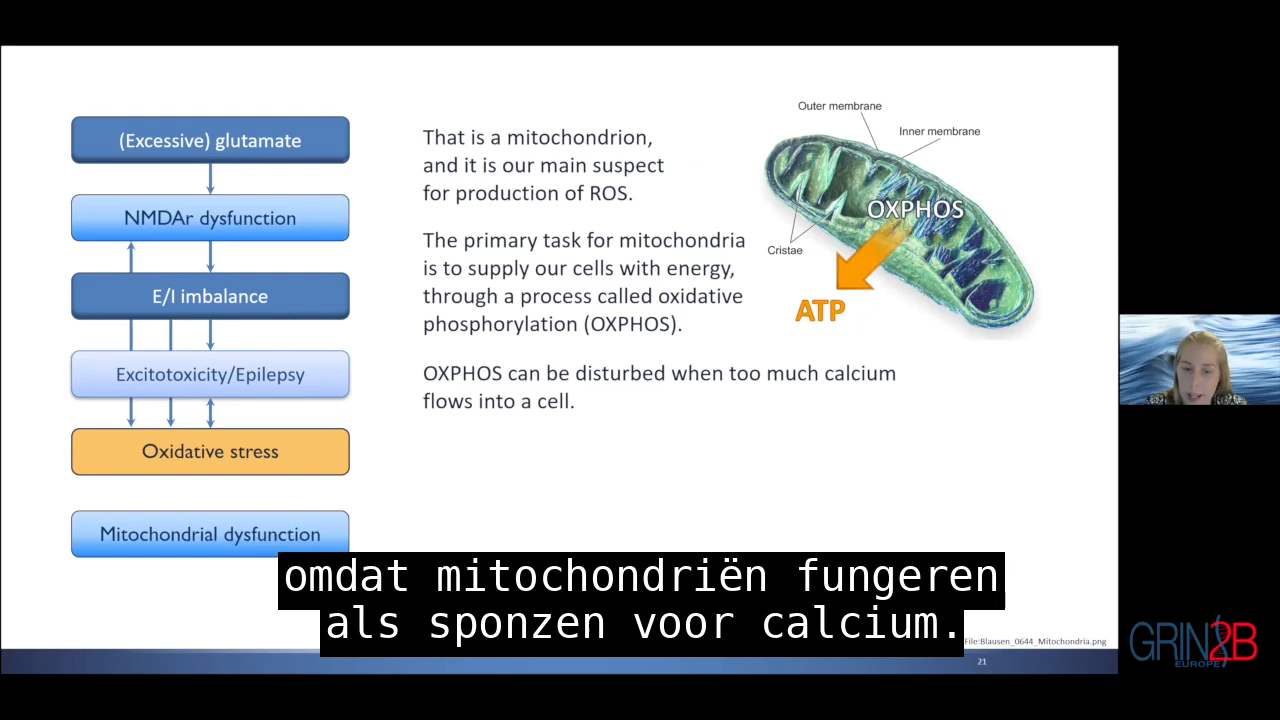 (Excessive) glutamate
NMDAr dysfunction
E/I imbalance
Excitotoxicity/Epilepsy
Oxidative stress
Mitochondrial dysfunction
That is a mitochondrion,
and it is our main suspect
for production of ROS.
The primary task for mitochondria
is to supply our cells with energy,
through a process called oxidative
phosphorylation (OXPHOS).
OXPHOS can be disturbed when too much calcium
flows into a cell.
Outer membrane
Inner membrane
OXPHOS
Cristae
ATP
omdat mitochondriën fungeren
als sponzen voor calcium.
File:Blausen_0644_Mitochondria.png
21
GRIN2B
EUROPE